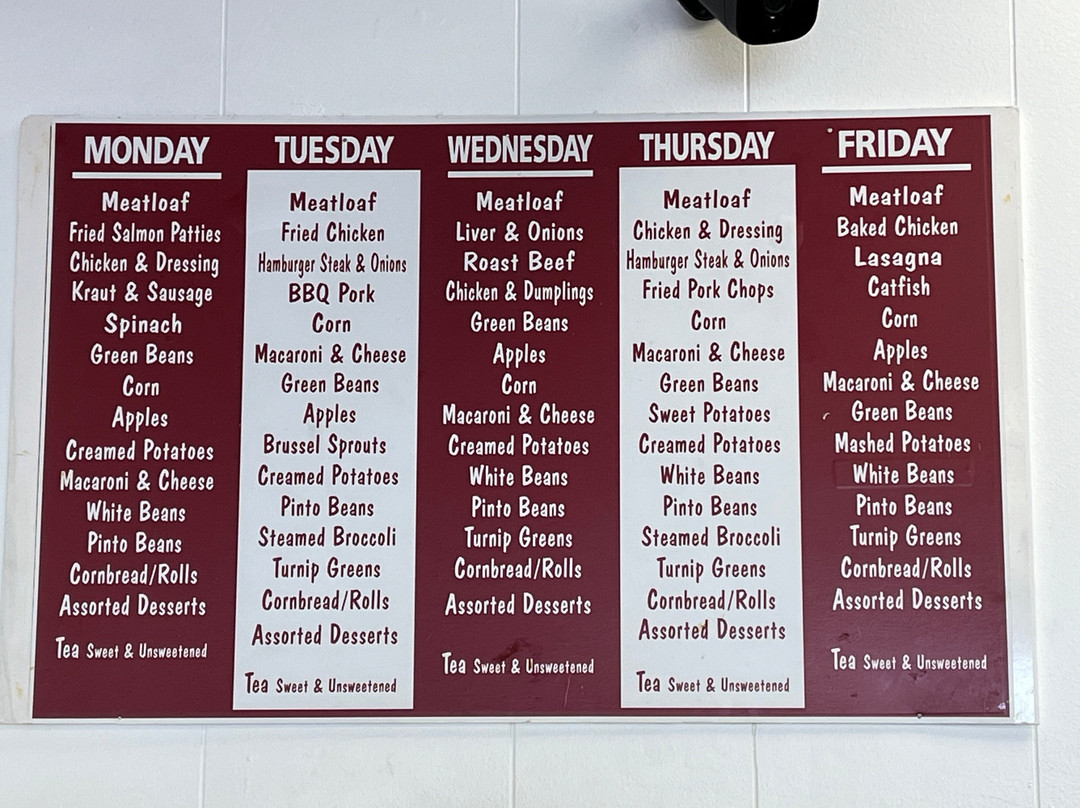 MONDAY
Meatloaf
Fried Salmon Patties
Chicken & Dressing
Kraut & Sausage
Spinach
Green Beans
Corn
Apples
Creamed Potatoes
Macaroni & Cheese
White Beans
Pinto Beans
Cornbread/Rolls
Assorted Desserts
Tea Sweet & Unsweetened
TUESDAY
Meatloaf
Fried Chicken
Hamburger Steak & Onions
BBQ Pork
Corn
Macaroni & Cheese
Green Beans
Apples
Brussel Sprouts
Creamed Potatoes
Pinto Beans
Steamed Broccoli
Turnip Greens
Cornbread/Rolls
Assorted Desserts
Tea Sweet & Unsweetened
WEDNESDAY
Meatloaf
Liver & Onions
Roast Beef
Chicken & Dumplings
Green Beans
Apples
Corn
Macaroni & Cheese
Creamed Potatoes
White Beans
Pinto Beans
Turnip Greens
Cornbread/Rolls
Assorted Desserts
Tea Sweet & Unsweetened
THURSDAY
Meatloaf
Chicken & Dressing
Hamburger Steak & Onions
Fried Pork Chops
Corn
Macaroni & Cheese
Green Beans
Sweet Potatoes
Creamed Potatoes
White Beans
Pinto Beans
Steamed Broccoli
Turnip Greens
Cornbread/Rolls
Assorted Desserts
Tea Sweet & Unsweetened
FRIDAY
Meatloaf
Baked Chicken
Lasagna
Catfish
Corn
Apples
Macaroni & Cheese
Green Beans
Mashed Potatoes
White Beans
Pinto Beans
Turnip Greens
Cornbread/Rolls
Assorted Desserts
Tea Sweet & Unsweetened